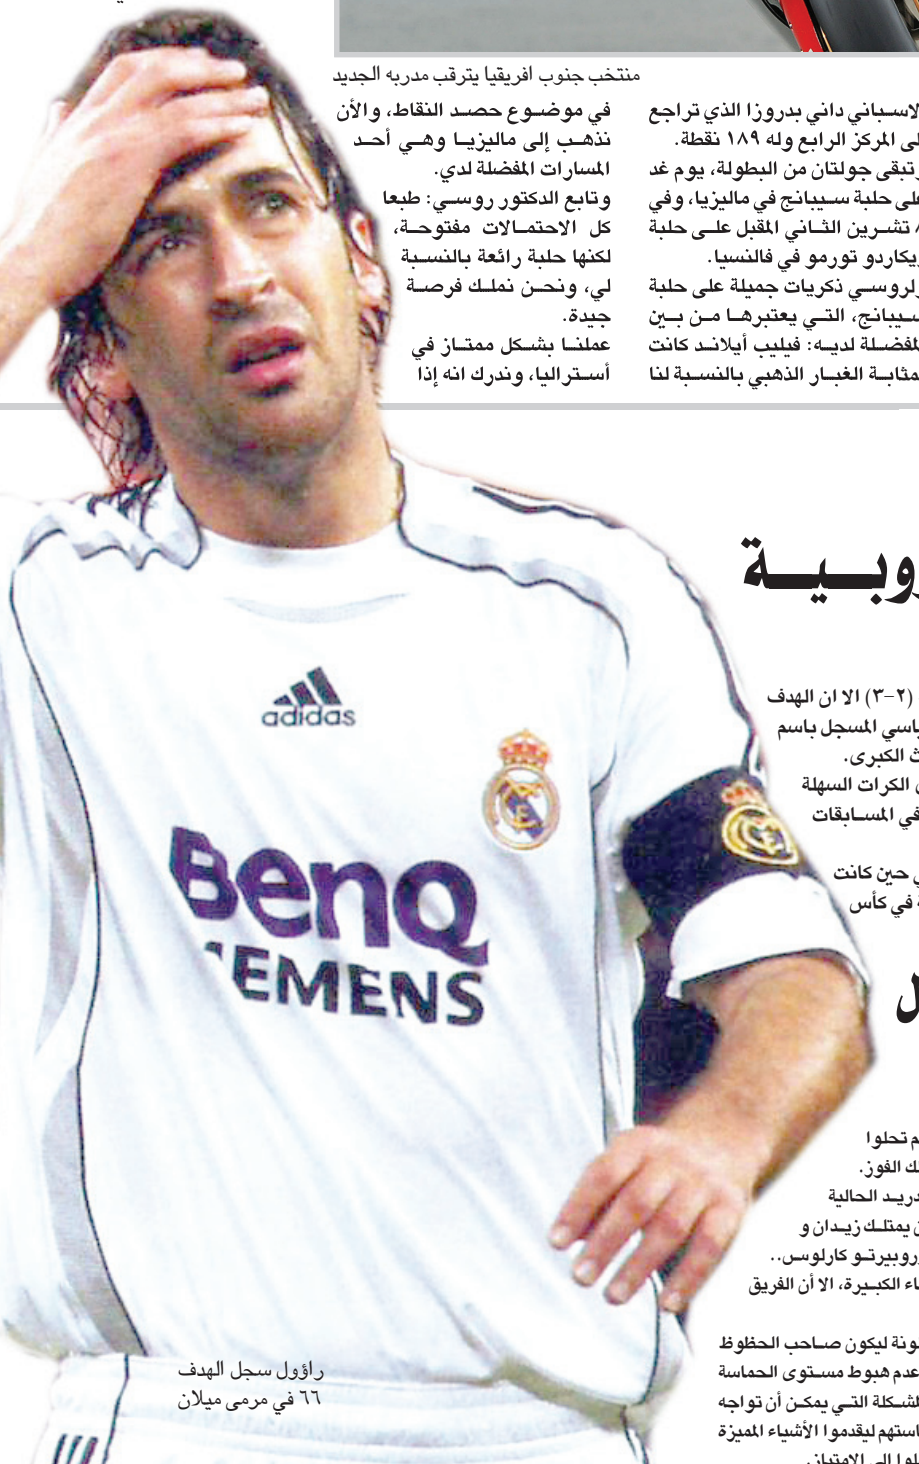 منتخب جنوب افريقيا يترقب مدربه الجديد
الاسباني داني بدروزا الذي تراجع
المركز الرابع وله ١٨٩ نقطة.
وتبقى جولتان من البطولة، يوم غد
على حلبة سيبانج في ماليزيا، وفي
تشرين الثاني المقبل على حلبة
ريكاردو تورمو في فالنسيا.
ولروسي ذكريات جميلة على حلبة
سيبانج، التي يعتبرها من بين
المفضلة لديه: فيليب أيلاند كانت
بمثابة الغبار الذهبي بالنسبة لنا
في موضوع حصد النقاط، والأن
نذهب إلى ماليزيا وهي أحد
المسارات المفضلة لدي.
وتابع الدكتور روسي: طبعا
كل الاحتمالات مفتوحة،
لكنها حلبة رائعة بالنسبة
لي، ونحن نملك فرصة
جيدة.
عملنا بشكل ممتاز في
أستراليا، وندرك انه إذا
(٢-٣) الا ان الهدف
المسجل باسم
الكبرى.
الكرات السهلة
في المسابقات
حين كانت
في كأس
تحلوا
الفوز.
الحالية
يمتلك زيدان و
روبيرتو كارلوس..
الكبيرة، الا أن الفريق
ليكون صاحب الحظوظ
عدم هبوط مستوى الحماسة
المشكلة التي يمكن أن تواجه
ليقدموا الأشياء المميزة
إلى الامتياز.
adidas
BenQ
IEMENS
راؤول سجل الهدف
٦٦ في مرمى ميلان